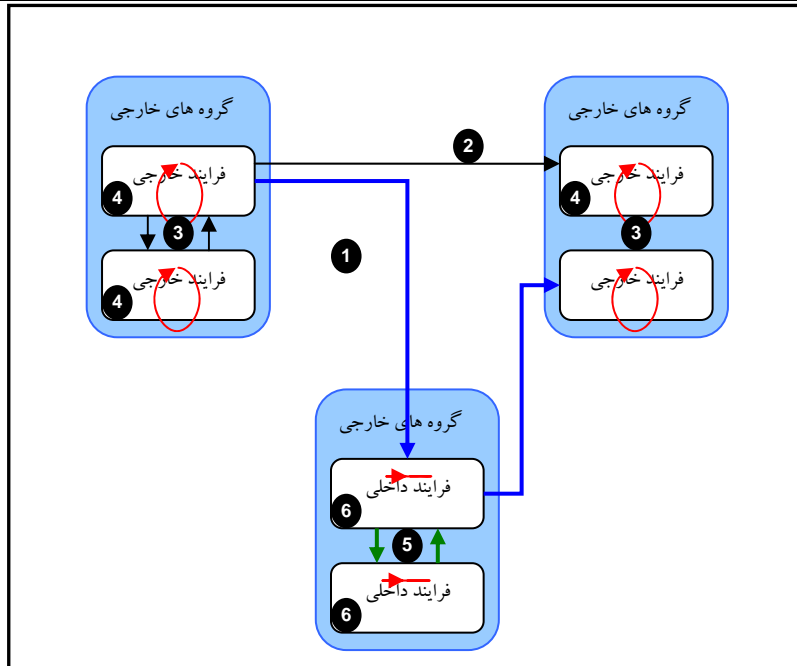 گروه های خارجی
فرایند خارجی
4
3
فرایند خارجی
4
2
1
گروه های خارجی
فرایند خارجی
4
3
فرایند خارجی
گروه های خارجی
فرایند داخلی
6
5
فرایند داخلی
6